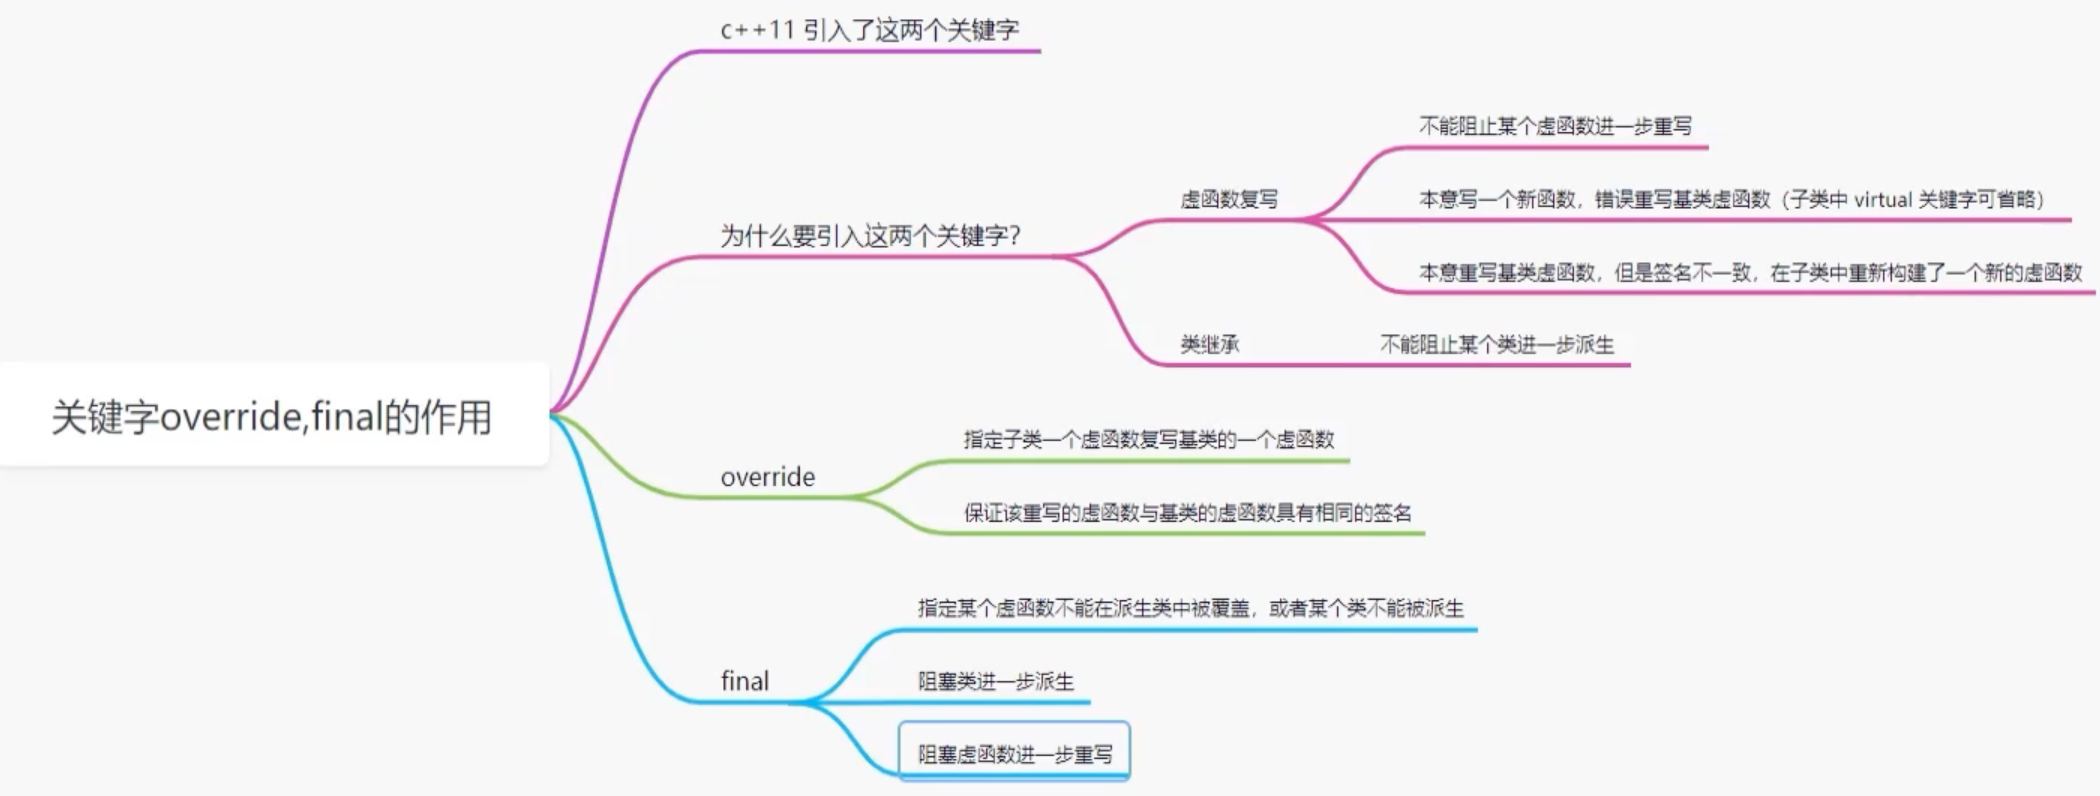 c++11 引入了这两个关键字
不能阻止某个虚函数进一步重写
虚函数复写
本意写一个新函数，错误重写基类虚函数（子类中 virtual 关键字可省略）
为什么要引入这两个关键字？
本意重写基类虚函数，但是签名不一致，在子类中重新构建了一个新的虚函数
类继承
不能阻止某个类进一步派生
关键字override,final的作用
指定子类一个虚函数复写基类的一个虚函数
override
保证该重写的虚函数与基类的虚函数具有相同的签名
指定某个虚函数不能在派生类中被覆盖，或者某个类不能被派生
final
阻塞类进一步派生
阻塞虚函数进一步重写